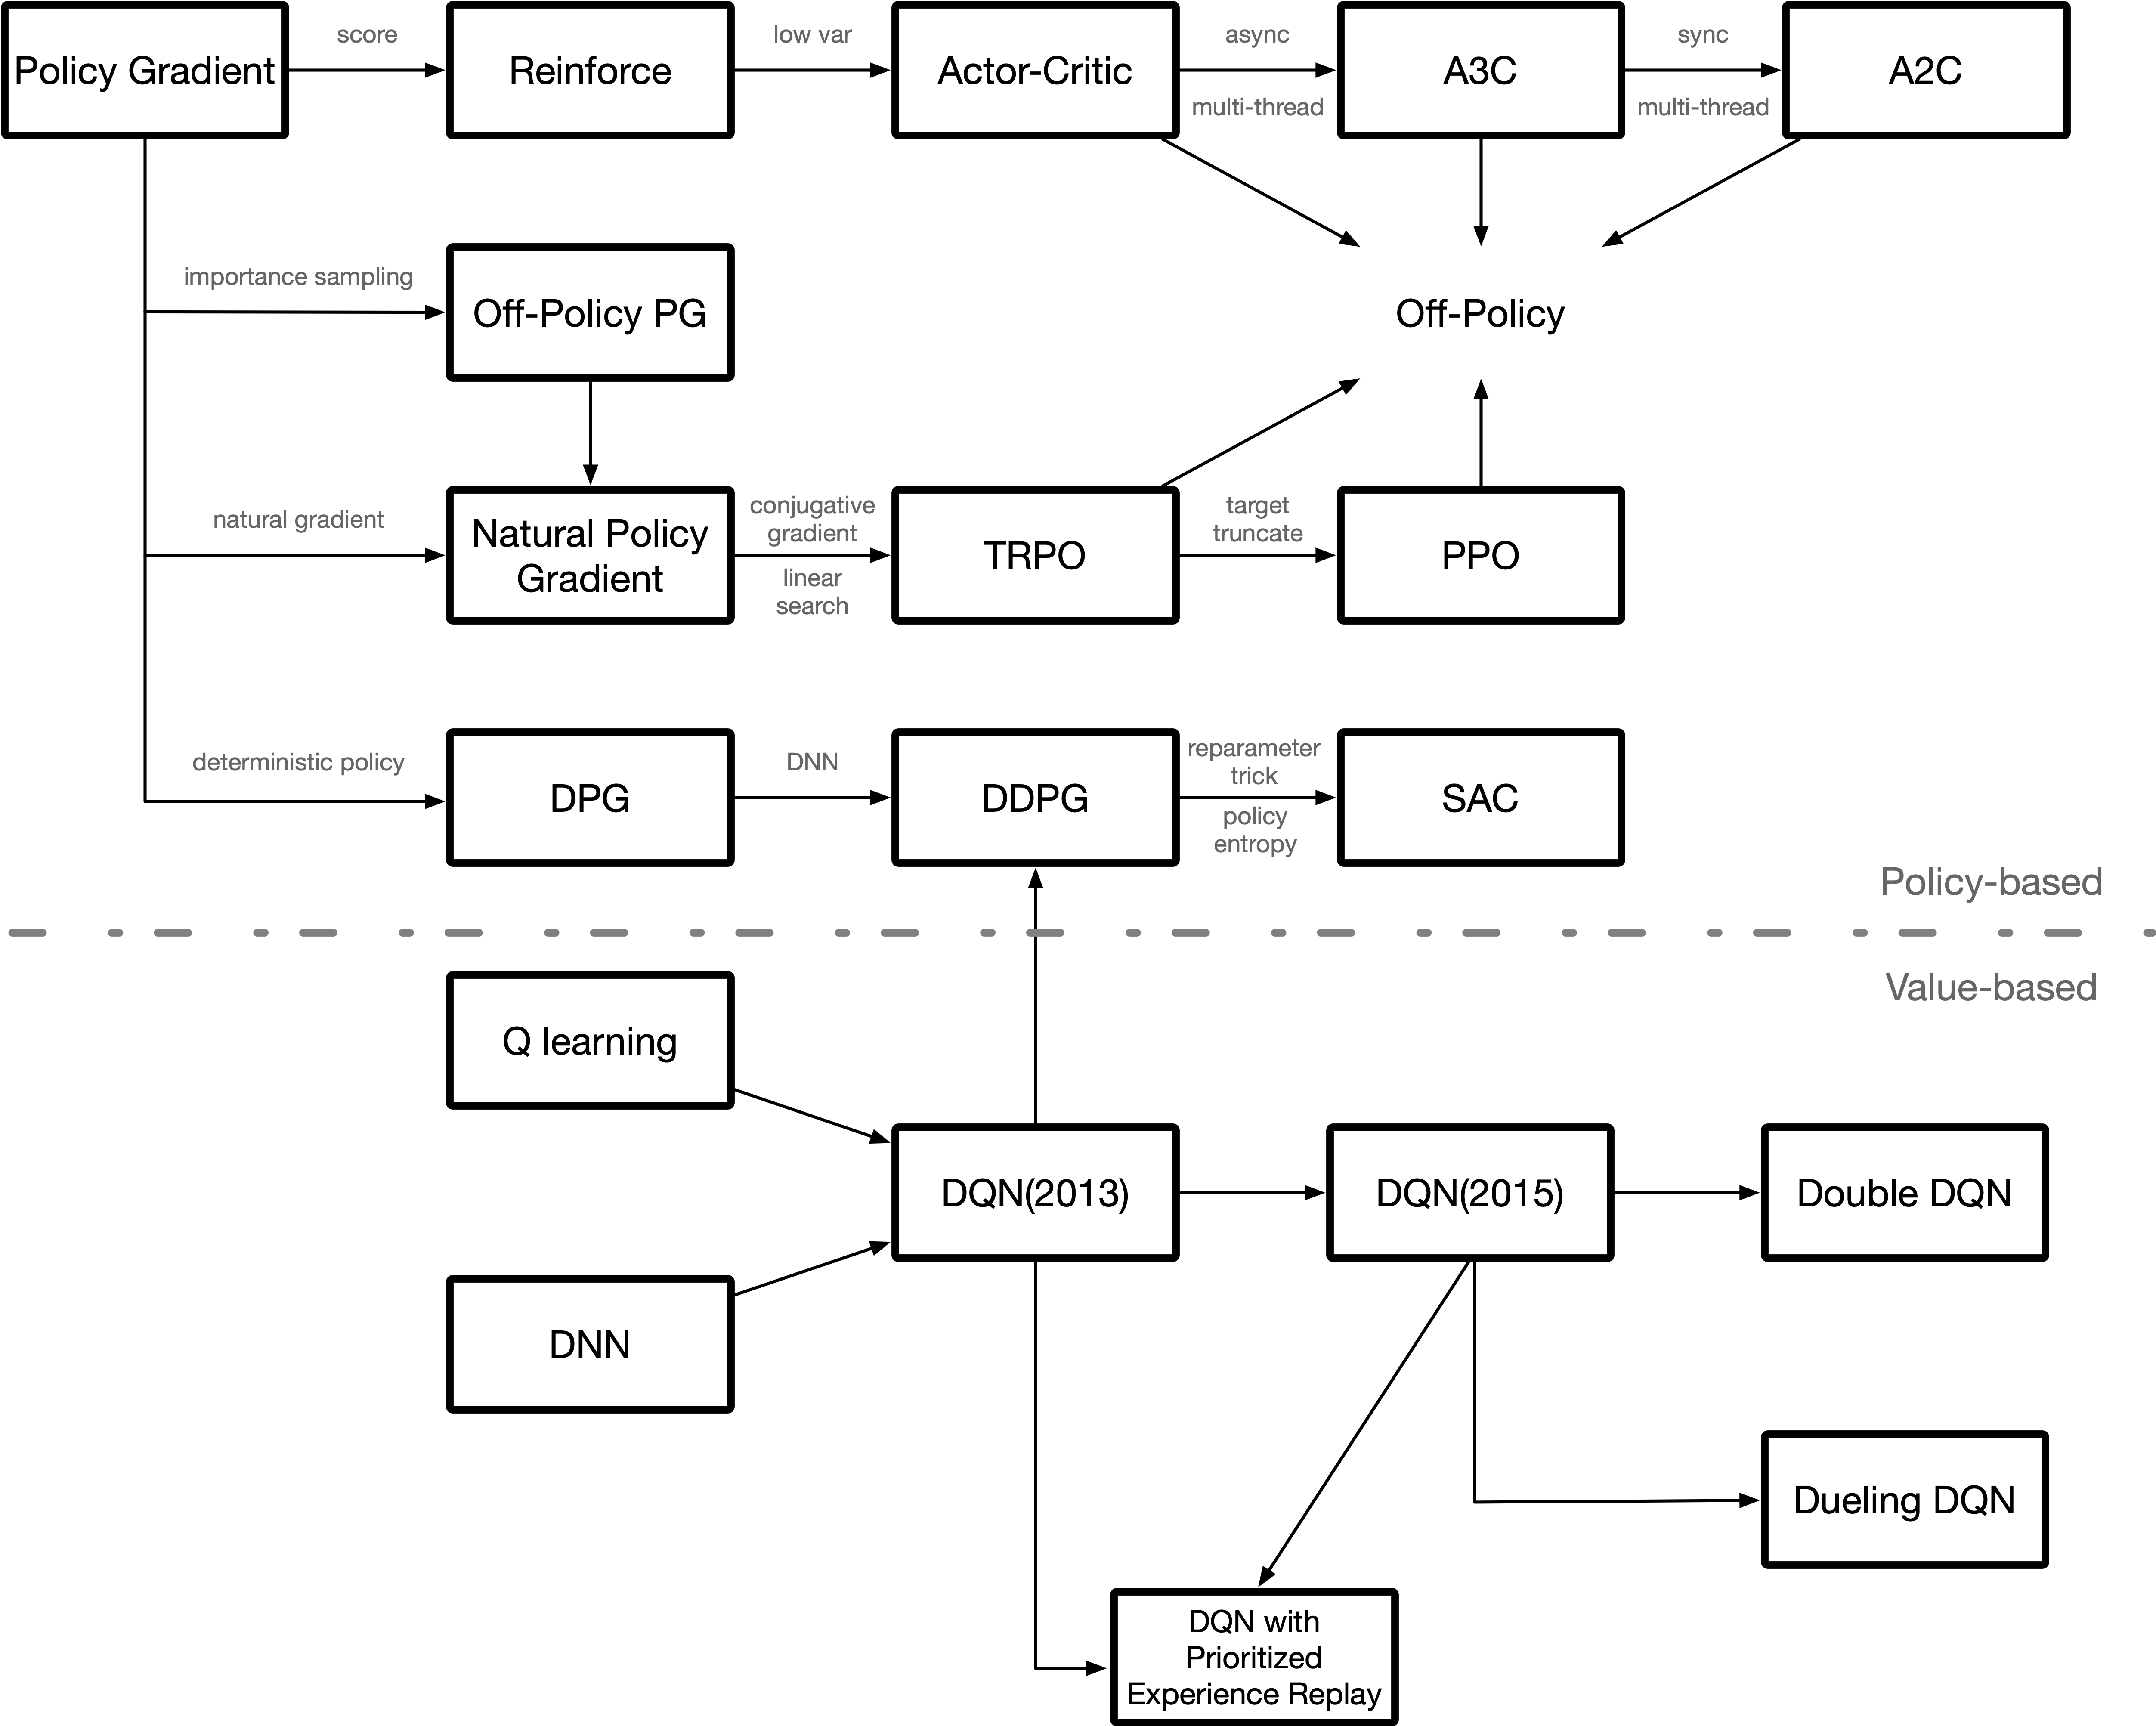 score
low var
async
sync
Policy Gradient
Reinforce
Actor-Critic
A3C
A2C
multi-thread
multi-thread
importance sampling
Off-Policy PG
Off-Policy
natural gradient
Natural Policy
Gradient
conjugative
gradient
linear
search
TRPO
target
truncate
PPO
deterministic policy
DPG
DNN
DDPG
reparameter
trick
policy
entropy
SAC
Policy-based
Value-based
Q learning
DNN
DQN(2013)
DQN(2015)
Double DQN
Dueling DQN
DQN with
Prioritized
Experience Replay